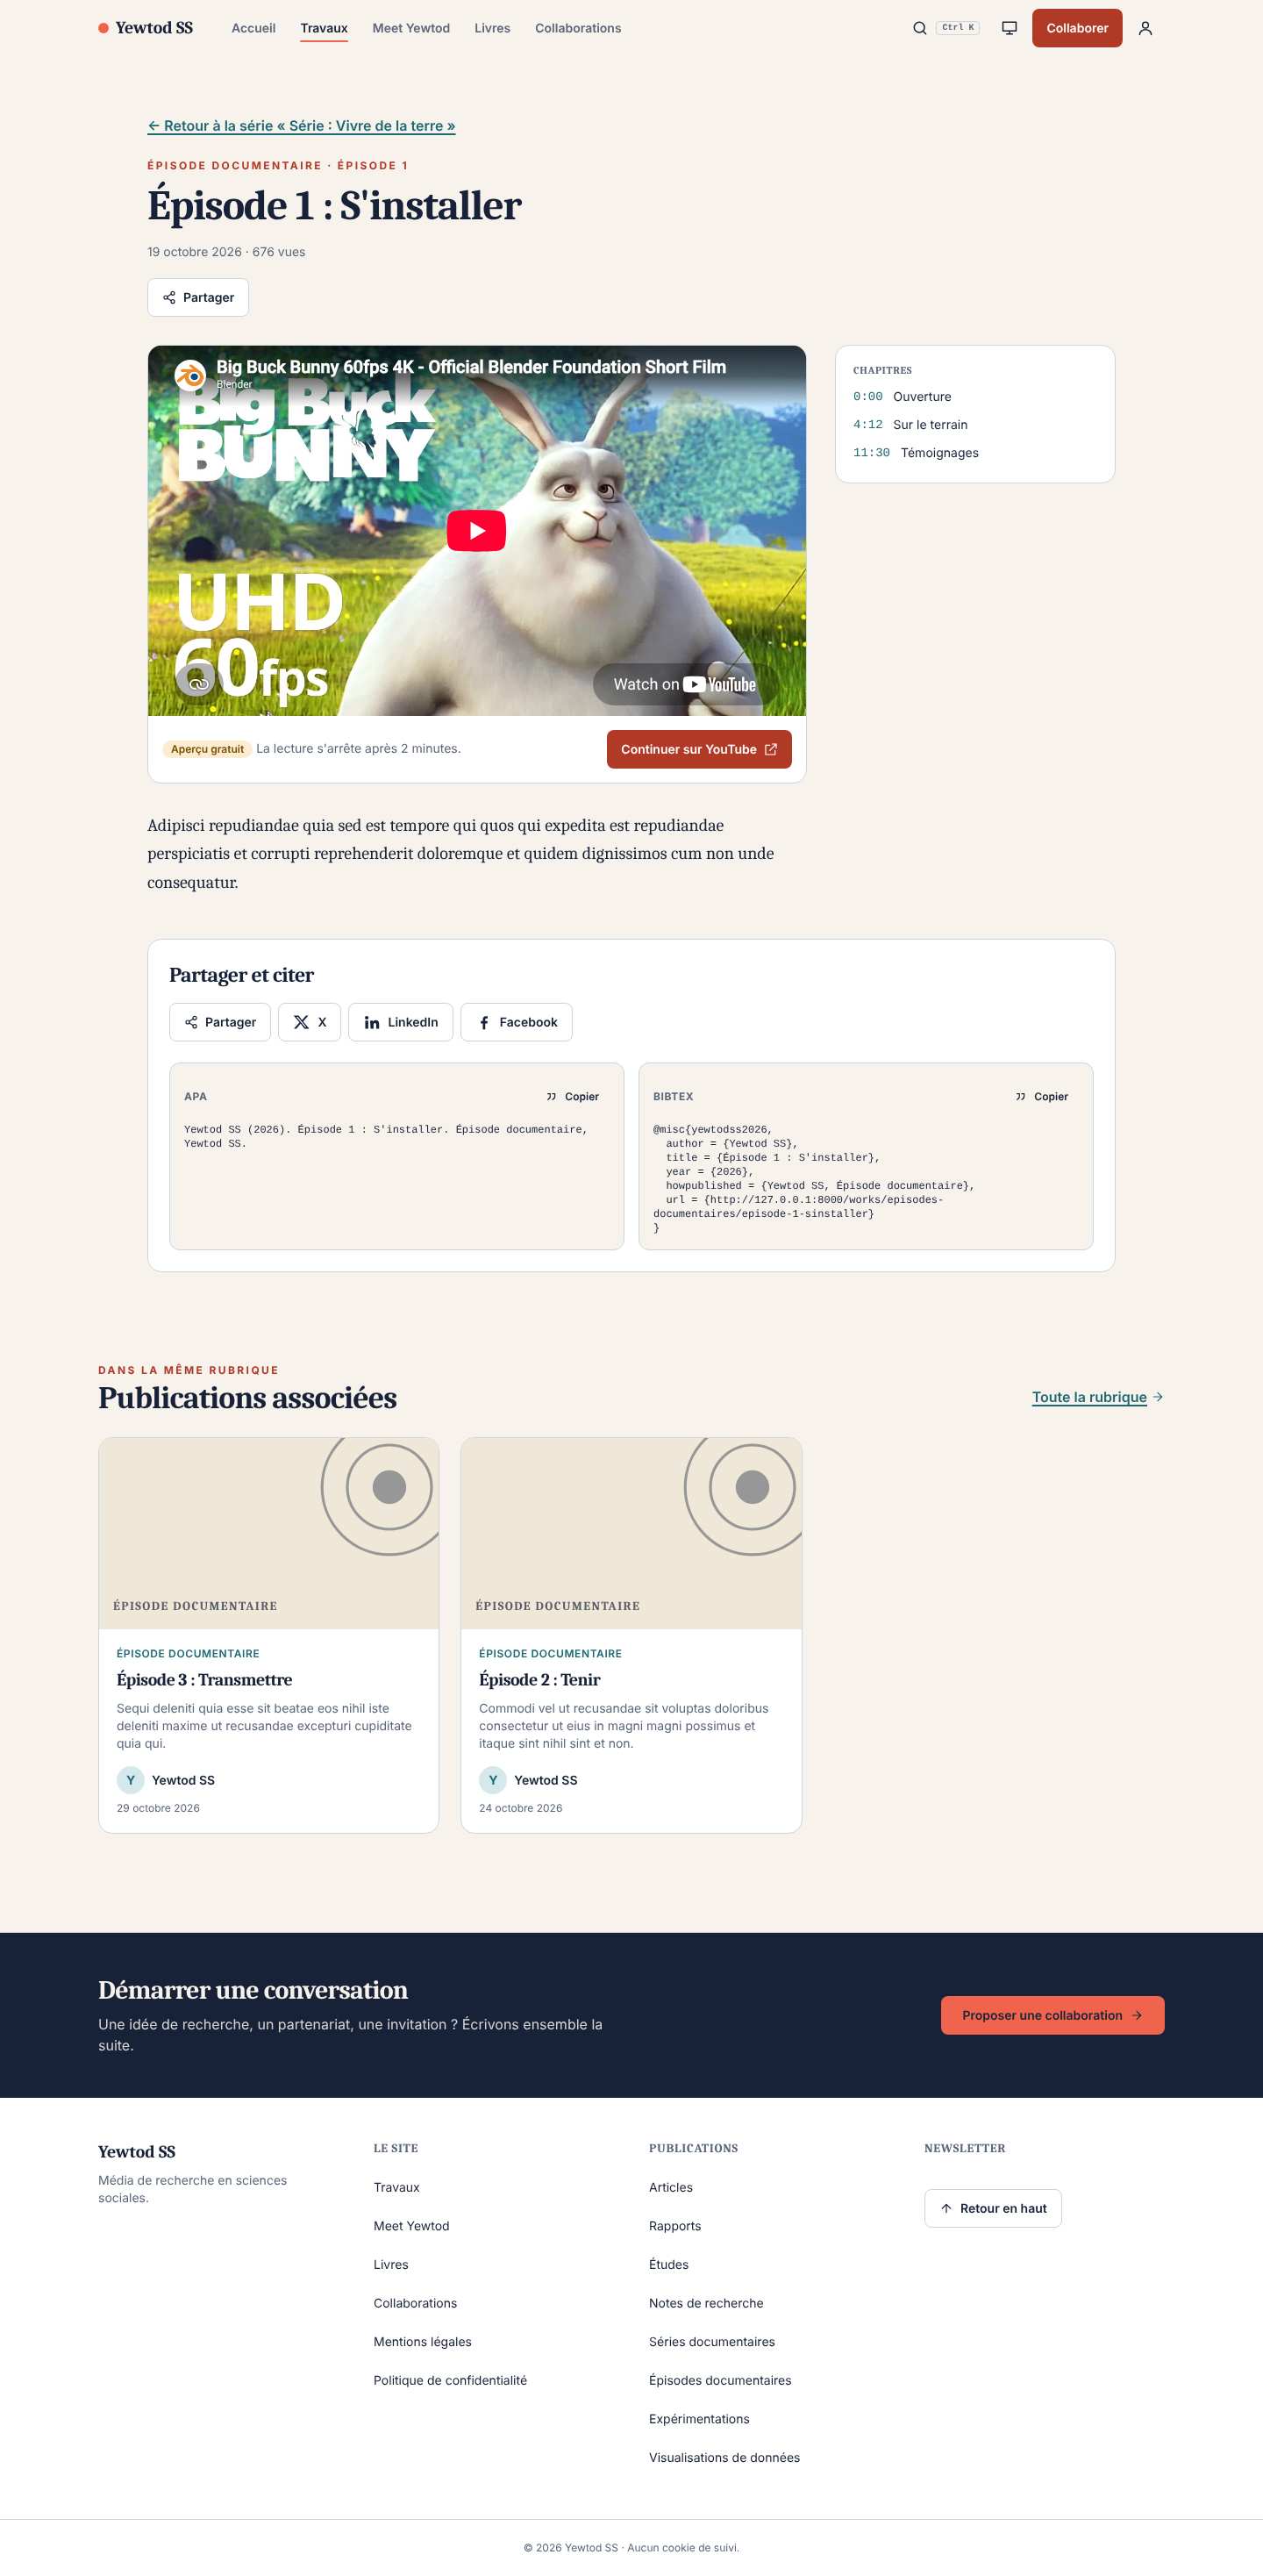 Yewtod SS
Accueil
Travaux
Meet Yewtod
Livres
Collaborations
Ctrl K
Collaborer
← Retour à la série « Série : Vivre de la terre »
ÉPISODE DOCUMENTAIRE · ÉPISODE 1
Épisode 1 : S'installer
19 octobre 2026 · 676 vues
Partager
Big Buck Bunny 60fps 4K - Official Blender Foundation Short Film
Blender
Big Buck
BUNNY
UHD
60fps
Watch on YouTube
Aperçu gratuit La lecture s'arrête après 2 minutes.
Continuer sur YouTube
CHAPITRES
0:00 Ouverture
4:12 Sur le terrain
11:30 Témoignages
Adipisci repudiandae quia sed est tempore qui quos qui expedita est repudiandae
perspiciatis et corrupti reprehenderit doloremque et quidem dignissimos cum non unde
consequatur.
Partager et citer
Partager
X
LinkedIn
Facebook
APA
Copier
Yewtod SS (2026). Épisode 1 : S'installer. Épisode documentaire,
Yewtod SS.
BIBTEX
Copier
@misc{yewtodss2026,
author = {Yewtod SS},
title = {Épisode 1 : S'installer},
year = {2026},
howpublished = {Yewtod SS, Épisode documentaire},
url = {http://127.0.0.1:8000/works/episodes-
documentaires/episode-1-sinstaller}
}
DANS LA MÊME RUBRIQUE
Publications associées
Toute la rubrique →
ÉPISODE DOCUMENTAIRE
ÉPISODE DOCUMENTAIRE
Épisode 3 : Transmettre
Sequi deleniti quia esse sit beatae eos nihil iste
deleniti maxime ut recusandae excepturi cupiditate
quia qui.
Y Yewtod SS
29 octobre 2026
ÉPISODE DOCUMENTAIRE
ÉPISODE DOCUMENTAIRE
Épisode 2 : Tenir
Commodi vel ut recusandae sit voluptas doloribus
consectetur ut eius in magni magni possimus et
itaque sint nihil sint et non.
Y Yewtod SS
24 octobre 2026
Démarrer une conversation
Une idée de recherche, un partenariat, une invitation ? Écrivons ensemble la
suite.
Proposer une collaboration →
Yewtod SS
Média de recherche en sciences
sociales.
LE SITE
Travaux
Meet Yewtod
Livres
Collaborations
Mentions légales
Politique de confidentialité
PUBLICATIONS
Articles
Rapports
Études
Notes de recherche
Séries documentaires
Épisodes documentaires
Expérimentations
Visualisations de données
NEWSLETTER
↑ Retour en haut
© 2026 Yewtod SS · Aucun cookie de suivi.